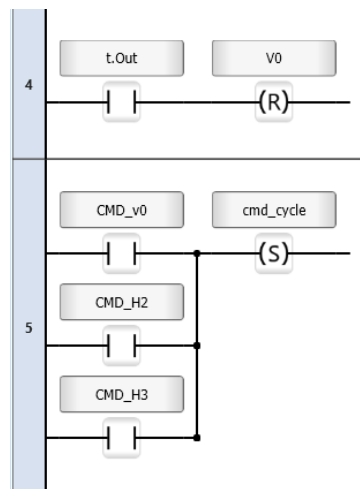 t.Out V0
4
(R)
CMD_v0 cmd_cycle
(S)
CMD_H2
5
CMD_H3